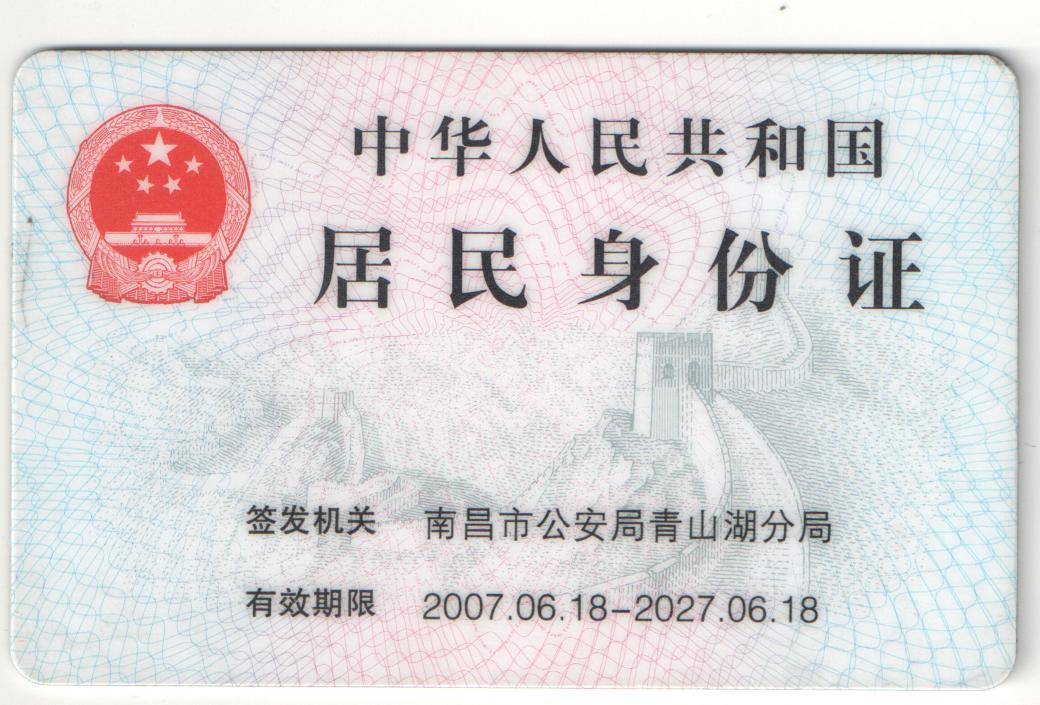 中华人民共和国
居民身份证
签发机关 南昌市公安局青山湖分局
有效期限 2007.06.18-2027.06.18